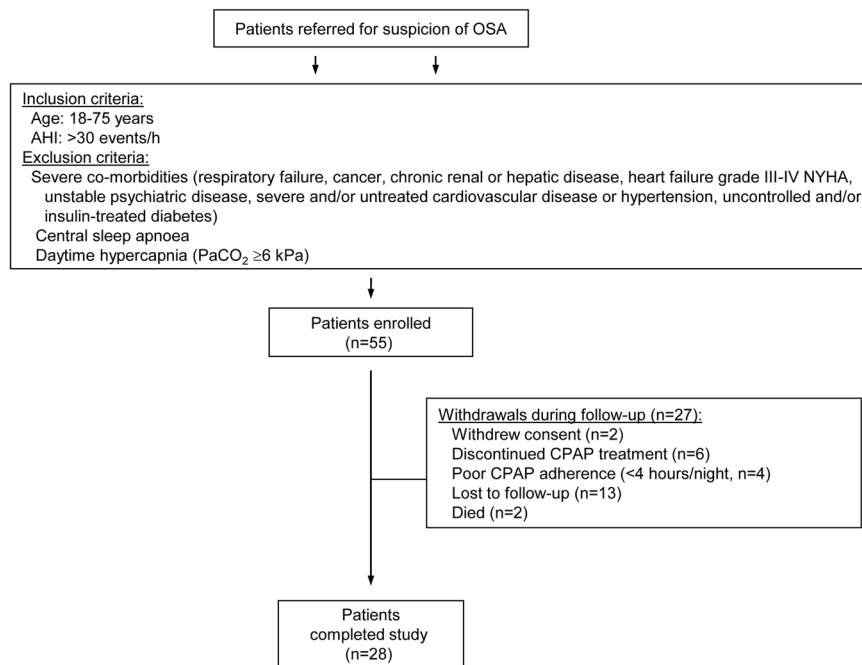 Patients referred for suspicion of OSA
Inclusion criteria:
Age: 18-75 years
AHI: >30 events/h
Exclusion criteria:
Severe co-morbidities (respiratory failure, cancer, chronic renal or hepatic disease, heart failure grade III-IV NYHA,
unstable psychiatric disease, severe and/or untreated cardiovascular disease or hypertension, uncontrolled and/or
insulin-treated diabetes)
Central sleep apnoea
Daytime hypercapnia (PaCO₂ ≥6 kPa)
Patients enrolled
(n=55)
Withdrawals during follow-up (n=27):
Withdrew consent (n=2)
Discontinued CPAP treatment (n=6)
Poor CPAP adherence (<4 hours/night, n=4)
Lost to follow-up (n=13)
Died (n=2)
Patients
completed study
(n=28)